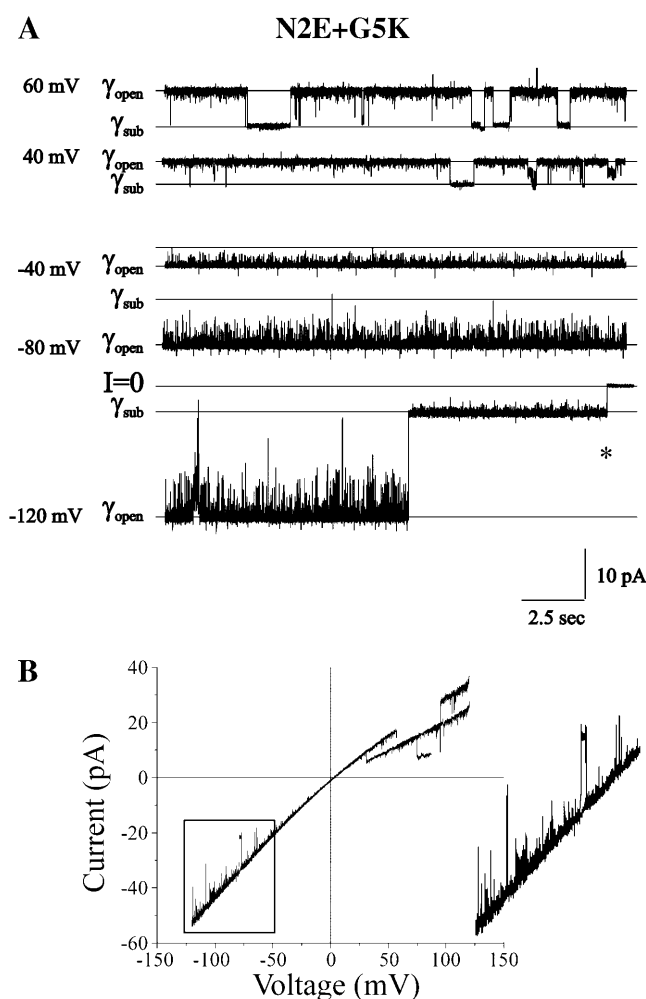 A
N2E+G5K
60 mV
γopen
γsub
40 mV
γopen
γsub
-40 mV
γopen
γsub
-80 mV
γopen
I=0
γsub
*
-120 mV
γopen
10 pA
2.5 sec
B
40
20
0
-20
-40
-60
Current (pA)
-150
-100
-50
0
50
100
150
Voltage (mV)